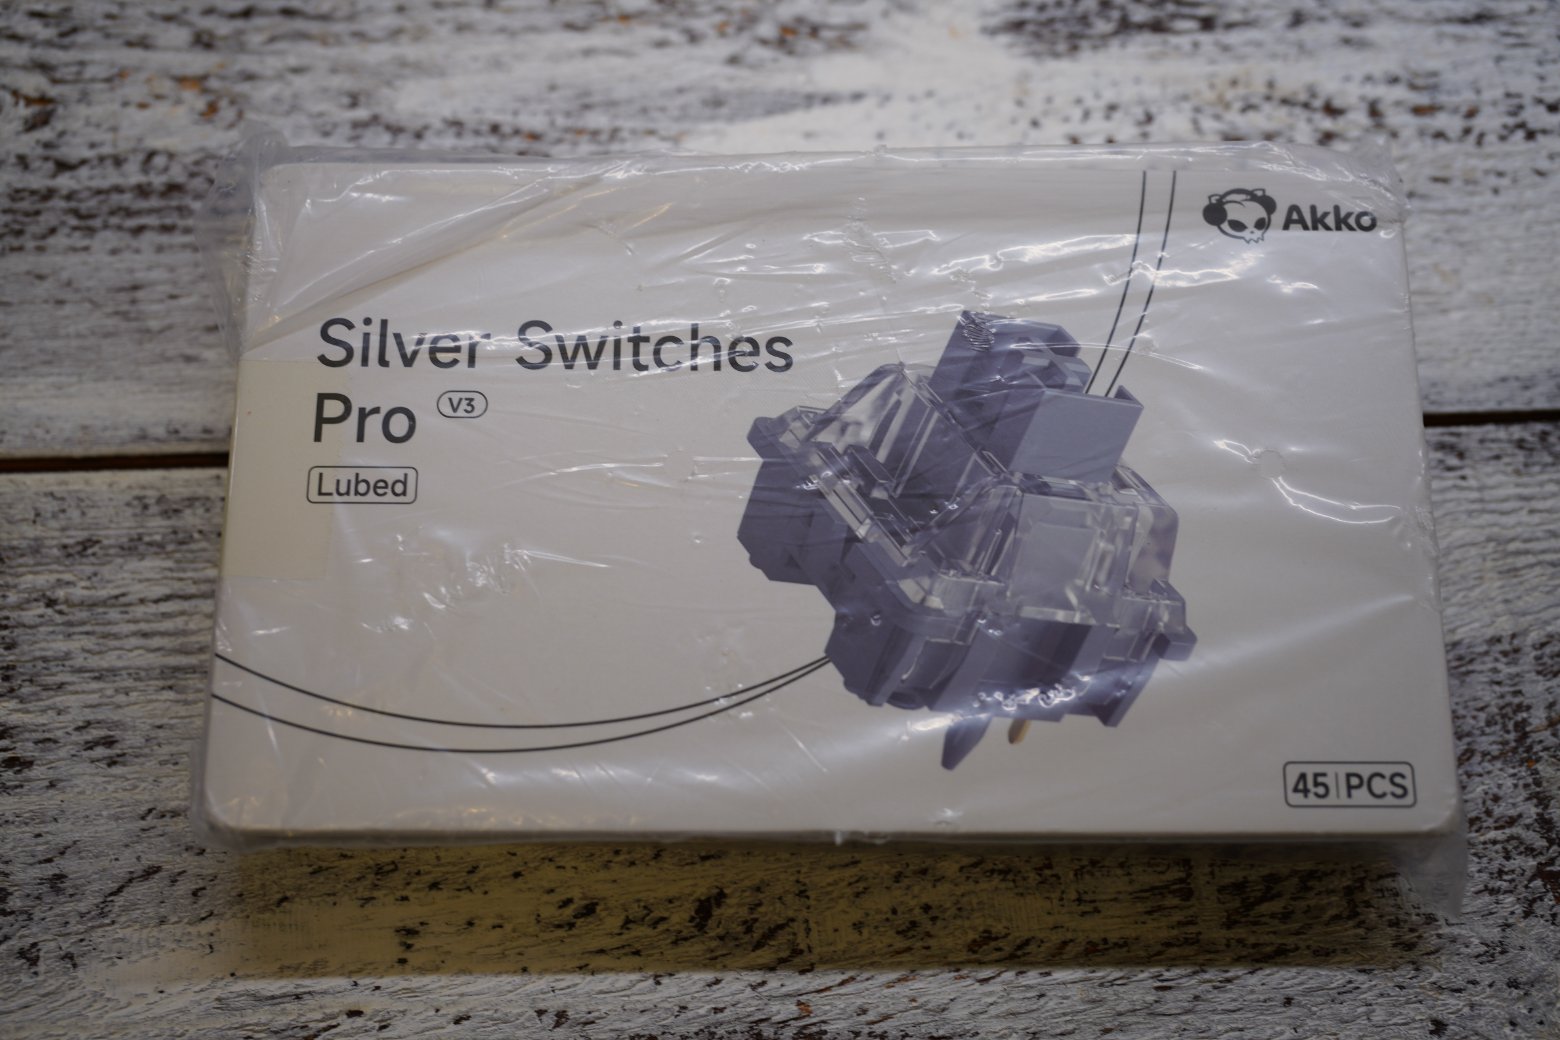 Akko
Silver Switches
Pro V3
Lubed
45|PCS